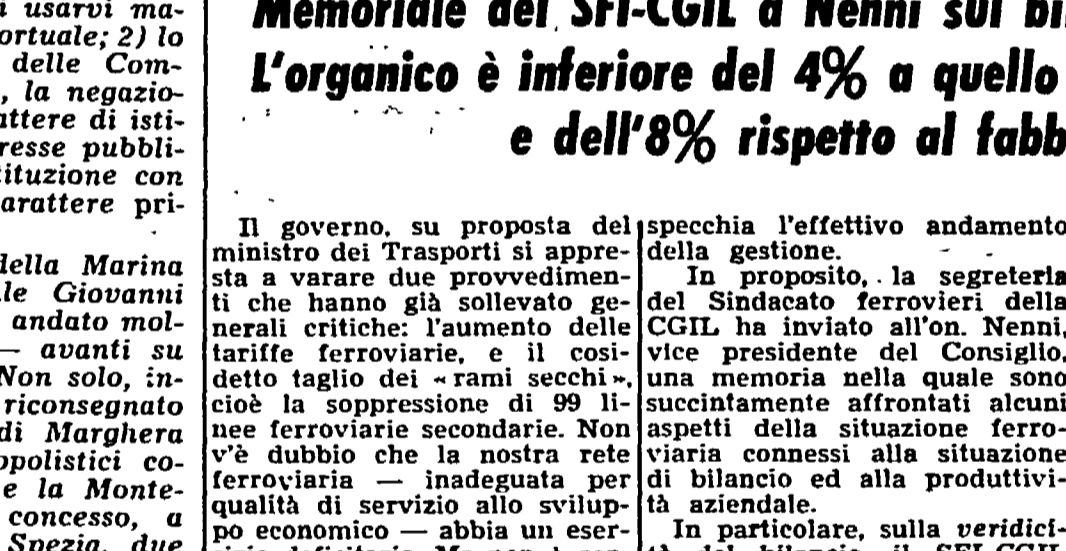 i usarvi ma-
ortuale; 2) lo
delle Com-
, la negazio-
attere di isti-
resse pubbli-
tituzione con
arattere pri-
della Marina
le Giovanni
andato mol-
— avanti su
Non solo, in-
riconsegnato
di Marghera
opolistici co-
e la Monte-
concesso, a
Spezia, due
Memoriale del SFI-CGIL a Nenni sul bi
L'organico è inferiore del 4% a quello
e dell'8% rispetto al fabb
Il governo, su proposta del
ministro dei Trasporti si appre-
sta a varare due provvedimen-
ti che hanno già sollevato ge-
nerali critiche: l'aumento delle
tariffe ferroviarie, e il cosi-
detto taglio dei « rami secchi »,
cioè la soppressione di 99 li-
nee ferroviarie secondarie. Non
v'è dubbio che la nostra rete
ferroviaria — inadeguata per
qualità di servizio allo svilup-
po economico — abbia un eser-
specchia l'effettivo andamento
della gestione.
In proposito, la segreteria
del Sindacato ferrovieri della
CGIL ha inviato all'on. Nenni,
vice presidente del Consiglio,
una memoria nella quale sono
succintamente affrontati alcuni
aspetti della situazione ferro-
viaria connessi alla situazione
di bilancio ed alla produttivi-
tà aziendale.
In particolare, sulla veridici-
tà del bilancio il SFI-CGIL